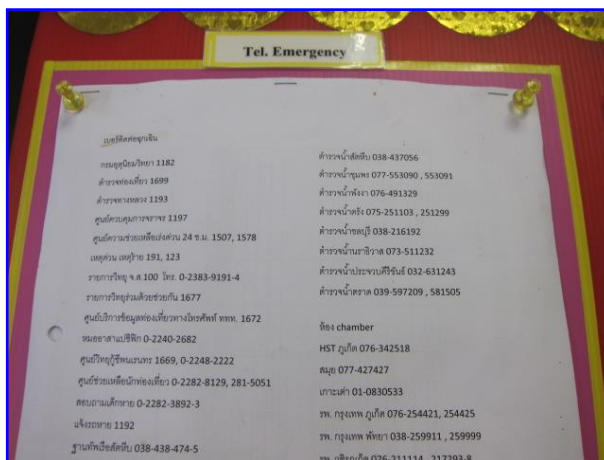 Tel. Emergency
เบอร์ติดต่อฉุกเฉิน
กรมอุตุนิยมวิทยา 1182
ตำรวจท่องเที่ยว 1699
ตำรวจทางหลวง 1193
ศูนย์ควบคุมการจราจร 1197
ศูนย์ความช่วยเหลือเร่งด่วน 24 ช.ม. 1507, 1578
เหตุด่วน เหตุร้าย 191, 123
รายการวิทยุ จ.ส.100 โทร. 0-2383-9191-4
รายการวิทยุร่วมด้วยช่วยกัน 1677
ศูนย์บริการข้อมูลท่องเที่ยวทางโทรศัพท์ ททท. 1672
หมออาสาแปซิฟิก 0-2240-2682
ศูนย์วิทยุกู้ชีพนเรนทร 1669, 0-2248-2222
ศูนย์ช่วยเหลือนักท่องเที่ยว 0-2282-8129, 281-5051
สอบถามเด็กหาย 0-2282-3892-3
แจ้งรถหาย 1192
ฐานทัพเรือสัตหีบ 038-438-474-5
ตำรวจน้ำสัตหีบ 038-437056
ตำรวจน้ำชุมพร 077-553090 , 553091
ตำรวจน้ำพังงา 076-491329
ตำรวจน้ำตรัง 075-251103 , 251299
ตำรวจน้ำชลบุรี 038-216192
ตำรวจน้ำนราธิวาส 073-511232
ตำรวจน้ำประจวบคีรีขันธ์ 032-631243
ตำรวจน้ำตราด 039-597209 , 581505
ห้อง chamber
HST ภูเก็ต 076-342518
สมุย 077-427427
เกาะเต่า 01-0830533
รพ. กรุงเทพ ภูเก็ต 076-254421, 254425
รพ. กรุงเทพ พัทยา 038-259911 , 259999
รพ. วชิระภูเก็ต 076-211114 , 217293-8